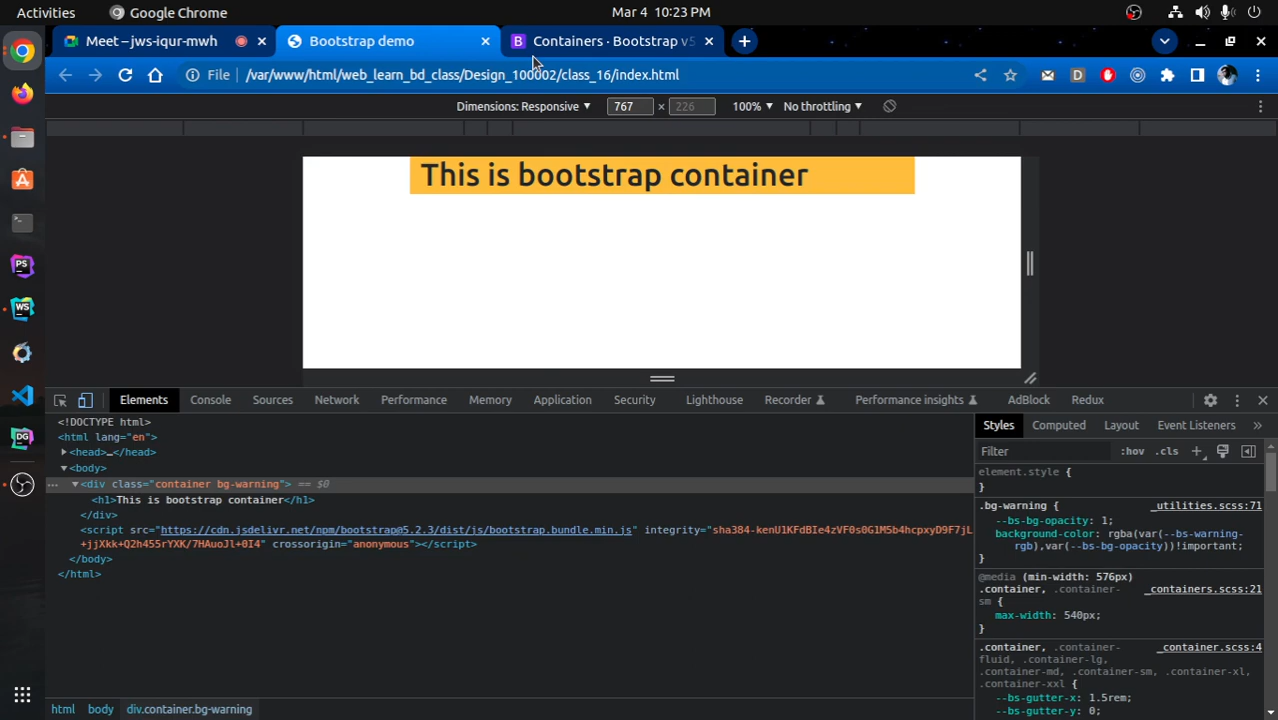 Activities
Google Chrome
Mar 4 10:23 PM
Meet – jws-iqur-mwh
Bootstrap demo
Containers · Bootstrap v5
File
/var/www/html/web_learn_bd_class/Design_100002/class_16/index.html
Dimensions: Responsive
767
×
226
100%
No throttling
This is bootstrap container
Elements
Console
Sources
Network
Performance
Memory
Application
Security
Lighthouse
Recorder
Performance insights
AdBlock
Redux
<!DOCTYPE html>
<html lang="en">
<head>…</head>
<body>
<div class="container bg-warning"> == $0
<h1>This is bootstrap container</h1>
</div>
<script src="https://cdn.jsdelivr.net/npm/bootstrap@5.2.3/dist/js/bootstrap.bundle.min.js" integrity="sha384-kenU1KFdBIe4zVF0s0G1M5b4hcpxyD9F7jL
+jjXkk+Q2h455rYXK/7HAuoJl+0I4" crossorigin="anonymous"></script>
</body>
</html>
html
body
div.container.bg-warning
Styles
Computed
Layout
Event Listeners
Filter
:hov
.cls
element.style {
}
.bg-warning {
_utilities.scss:71
--bs-bg-opacity: 1;
background-color: rgba(var(--bs-warning-
rgb),var(--bs-bg-opacity))!important;
}
@media (min-width: 576px)
.container, .container-
_containers.scss:21
sm {
max-width: 540px;
}
.container, .container-
_container.scss:4
fluid, .container-lg,
.container-md, .container-sm, .container-xl,
.container-xxl {
--bs-gutter-x: 1.5rem;
--bs-gutter-y: 0;
PS
WS
DG